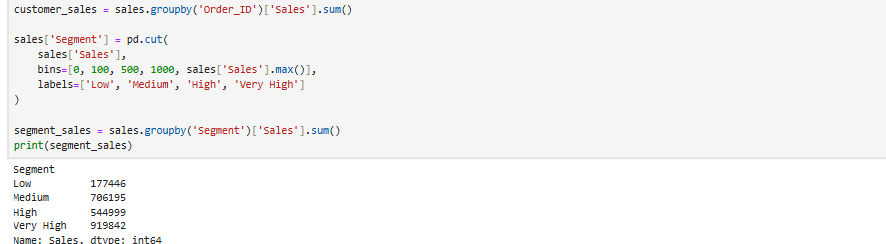 customer_sales = sales.groupby('Order_ID')['Sales'].sum()
sales['Segment'] = pd.cut(
    sales['Sales'],
    bins=[0, 100, 500, 1000, sales['Sales'].max()],
    labels=['Low', 'Medium', 'High', 'Very High']
)
segment_sales = sales.groupby('Segment')['Sales'].sum()
print(segment_sales)
Segment
Low          177446
Medium       706195
High         544999
Very High    919842
Name: Sales, dtype: int64